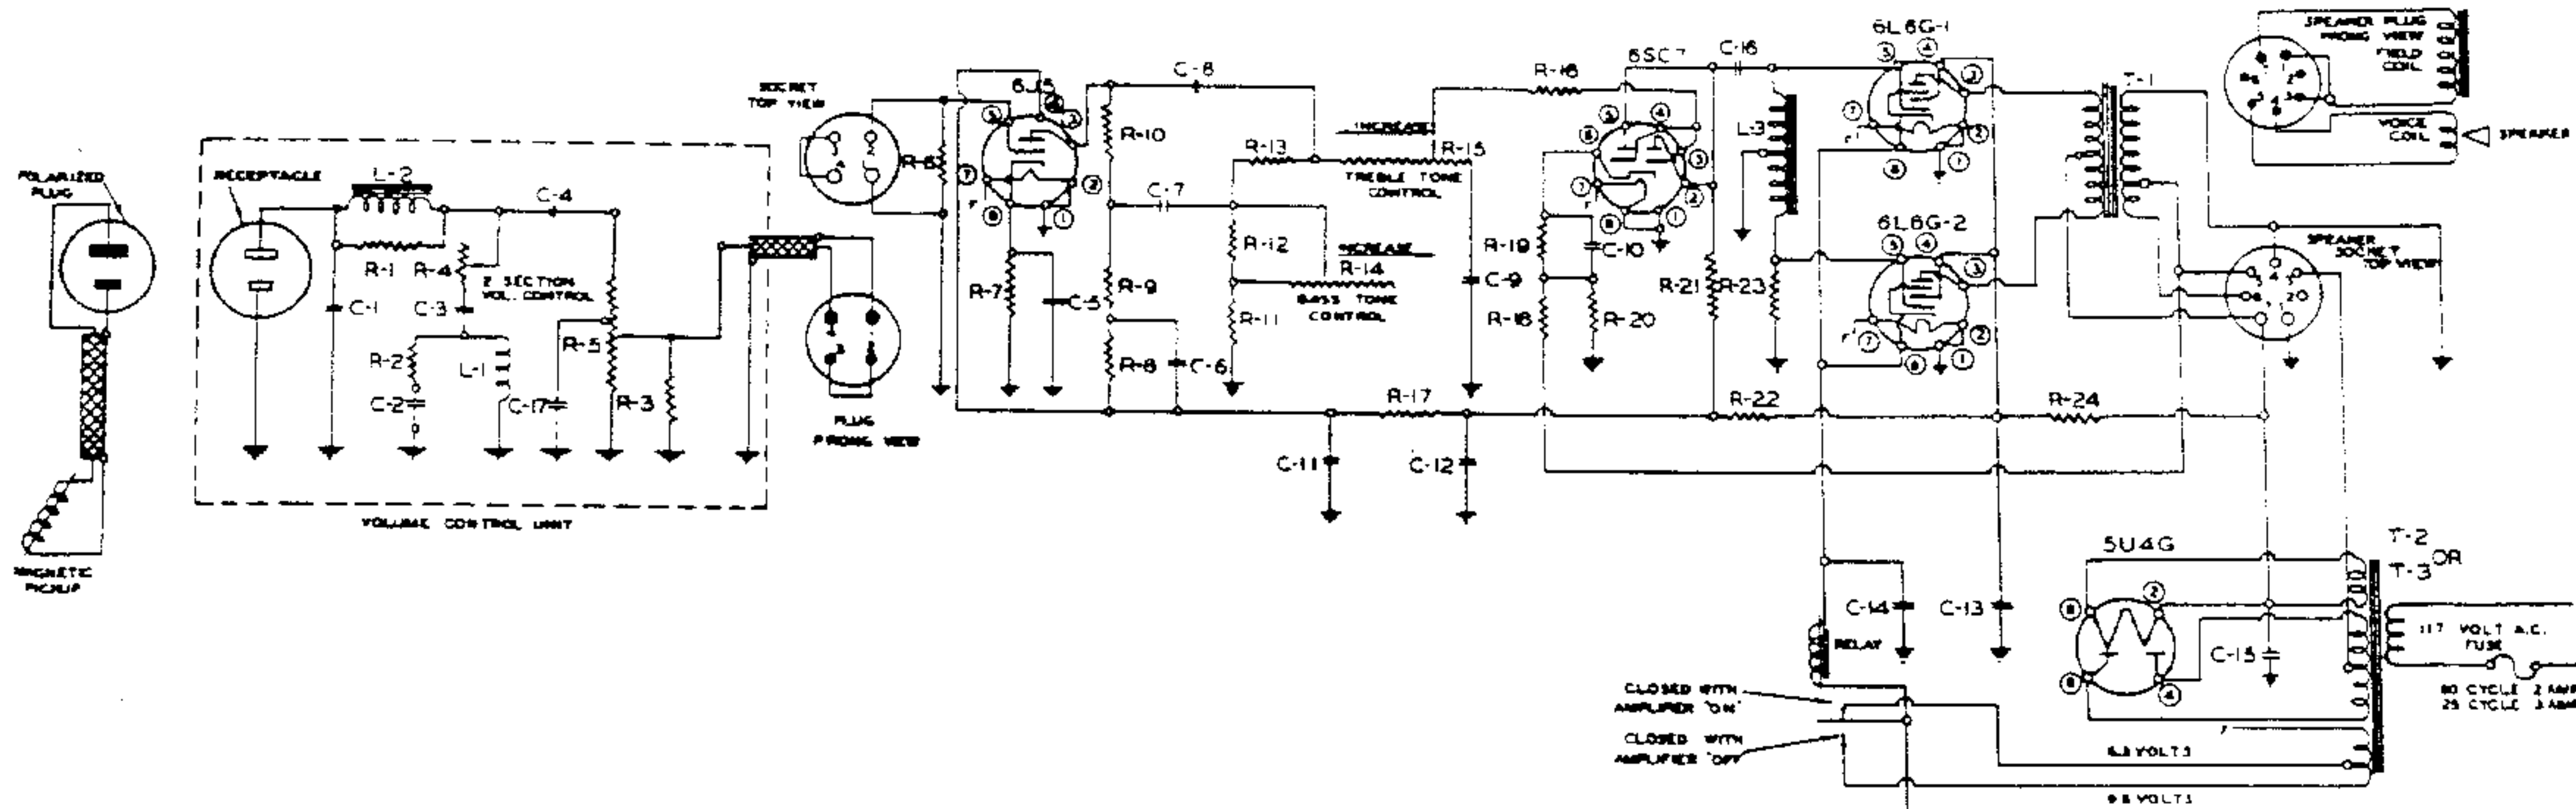 POLARIZED
PLUG
MAGNETIC
PICKUP
RECEPTACLE
L-2
C-4
R-1
R-4
2 SECTION
VOL. CONTROL
C-1
C-3
R-2
L-1
R-5
C-2
C-17
R-3
VOLUME CONTROL UNIT
SOCKET
TOP VIEW
PLUG
PRONG VIEW
R-6
6J5
R-7
C-5
R-10
C-8
C-7
R-9
R-8
C-6
R-13
R-12
R-11
INCREASE
R-15
TREBLE TONE
CONTROL
INCREASE
R-14
BASS TONE
CONTROL
C-9
R-16
R-17
C-11
C-12
6SC7
C-16
R-19
C-10
R-18
R-20
R-21
R-23
L-3
R-22
6L6G-1
6L6G-2
R-24
T-1
SPEAKER PLUG
PRONG VIEW
FIELD
COIL
VOICE
COIL
SPEAKER
SPEAKER
SOCKET
TOP VIEW
C-14
C-13
RELAY
CLOSED WITH
AMPLIFIER "ON"
CLOSED WITH
AMPLIFIER "OFF"
5U4G
T-2
OR
T-3
C-15
117 VOLT A.C.
FUSE
60 CYCLE 2 AMP
25 CYCLE 3 AMP
6.3 VOLTS